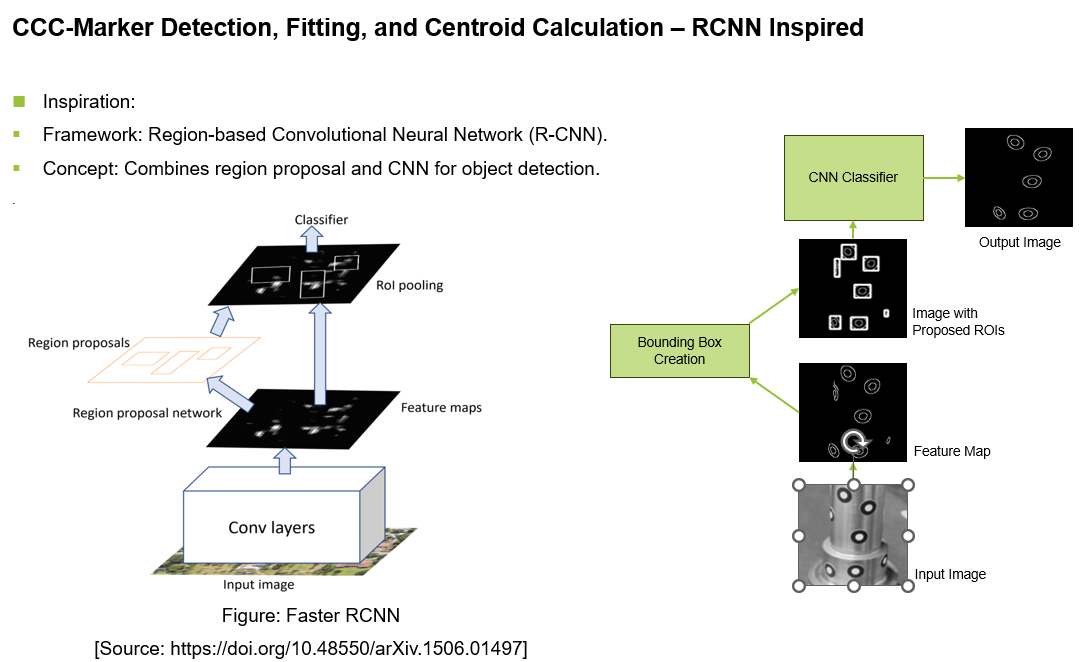 CCC-Marker Detection, Fitting, and Centroid Calculation – RCNN Inspired
Inspiration:
Framework: Region-based Convolutional Neural Network (R-CNN).
Concept: Combines region proposal and CNN for object detection.
.
Classifier
RoI pooling
Region proposals
Region proposal network
Feature maps
Conv layers
Input image
Figure: Faster RCNN
[Source: https://doi.org/10.48550/arXiv.1506.01497]
CNN Classifier
Output Image
Image with
Proposed ROIs
Bounding Box
Creation
Feature Map
Input Image